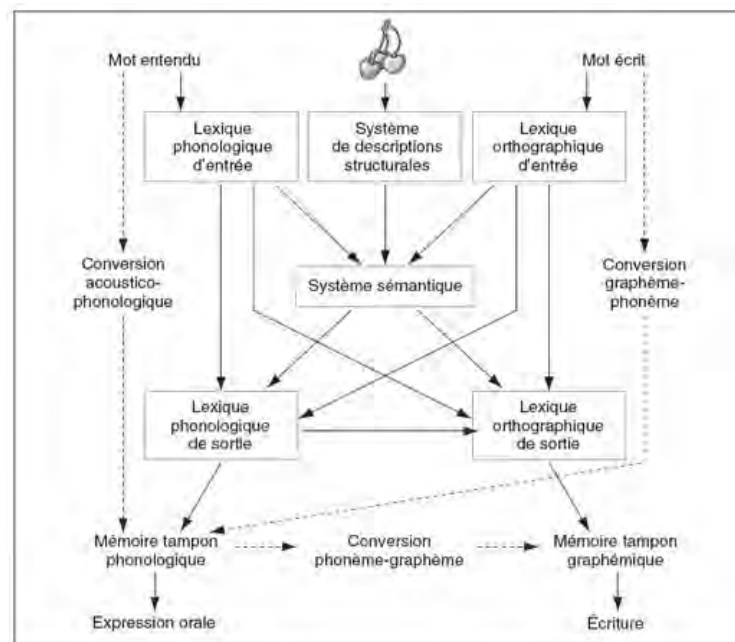 Mot entendu
Mot écrit
Lexique
phonologique
d'entrée
Système
de descriptions
structurales
Lexique
orthographique
d'entrée
Conversion
acoustico-
phonologique
Système sémantique
Conversion
graphème-
phonème
Lexique
phonologique
de sortie
Lexique
orthographique
de sortie
Mémoire tampon
phonologique
Conversion
phonème-graphème
Mémoire tampon
graphémique
Expression orale
Écriture